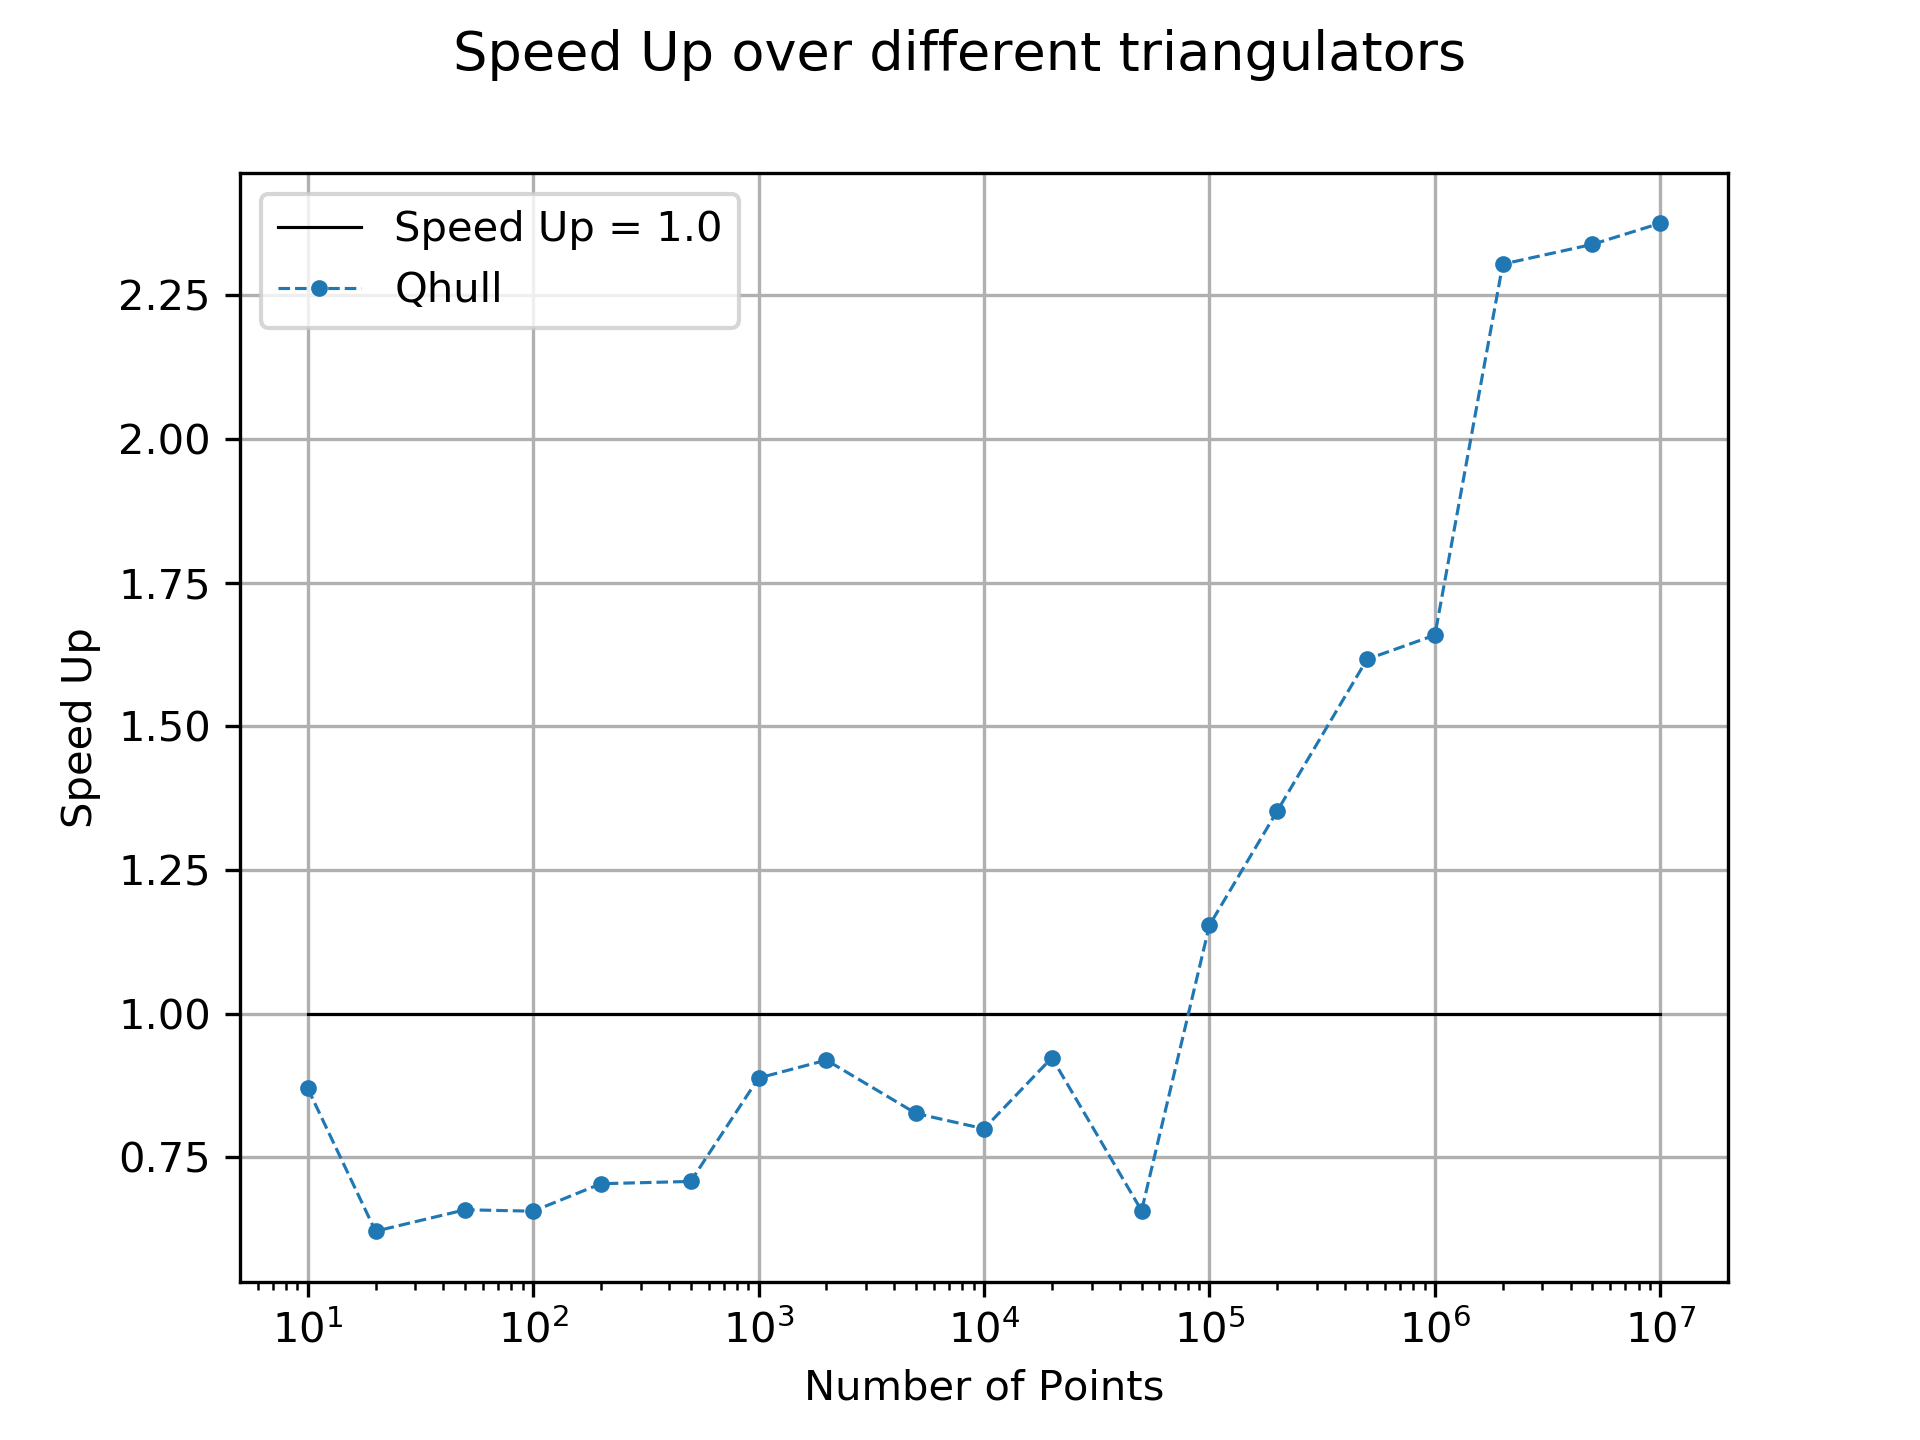 Speed Up over different triangulators
Speed Up = 1.0
Qhull
2.25
2.00
1.75
1.50
1.25
1.00
0.75
Speed Up
10¹ 10² 10³ 10⁴ 10⁵ 10⁶ 10⁷
Number of Points